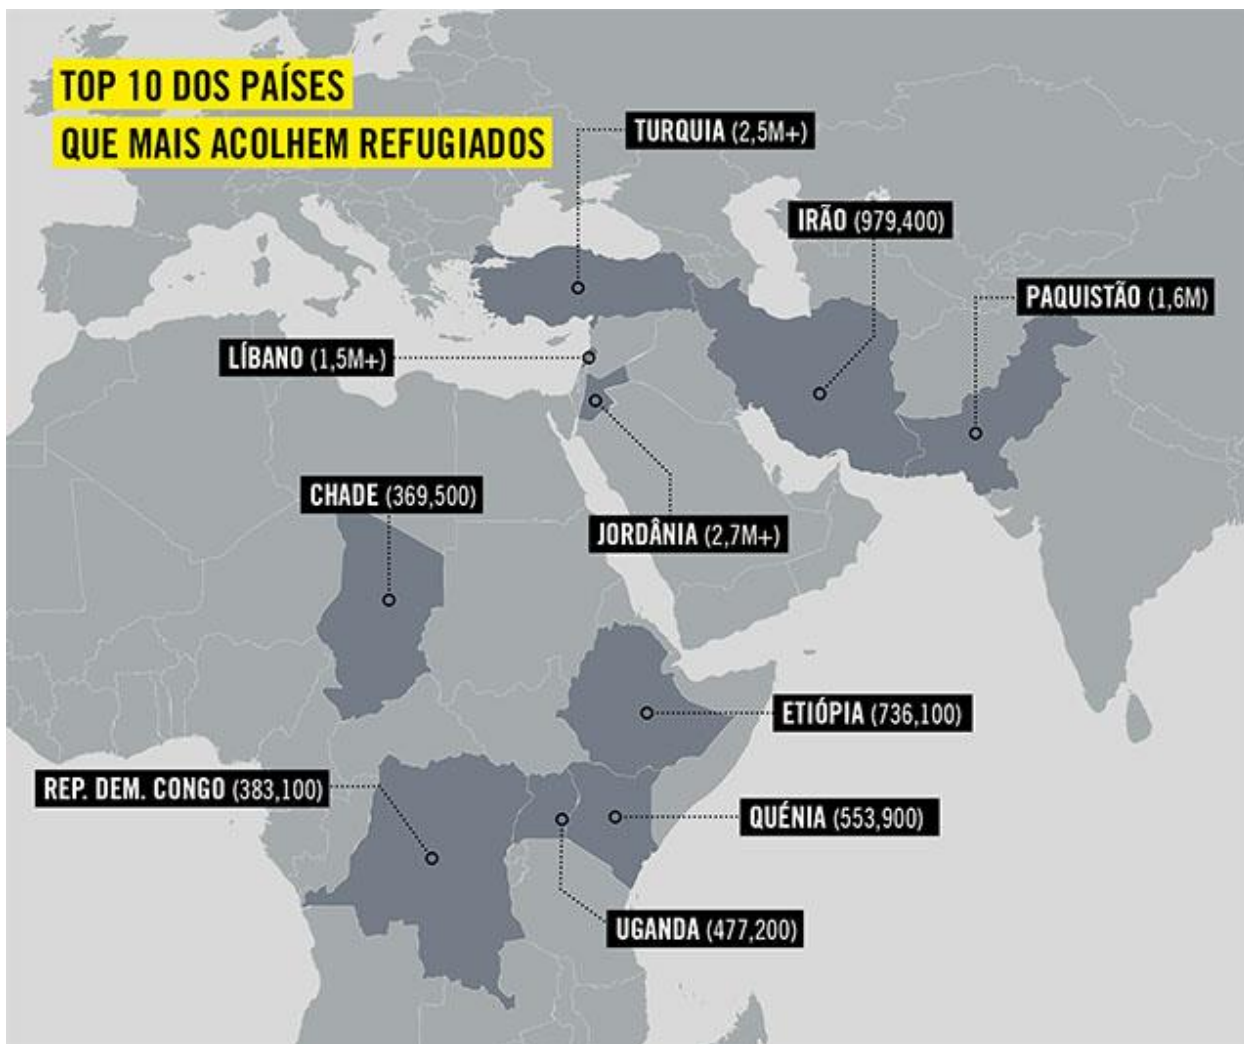 TOP 10 DOS PAÍSES
QUE MAIS ACOLHEM REFUGIADOS
TURQUIA (2,5M+)
IRÃO (979,400)
PAQUISTÃO (1,6M)
LÍBANO (1,5M+)
CHADE (369,500)
JORDÂNIA (2,7M+)
ETIÓPIA (736,100)
REP. DEM. CONGO (383,100)
QUÉNIA (553,900)
UGANDA (477,200)